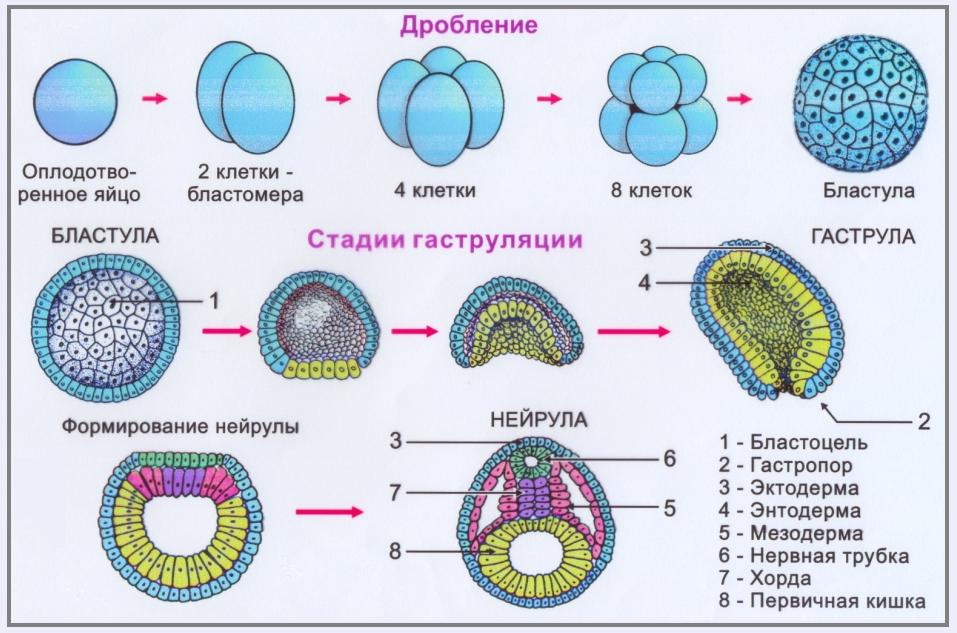 Дробление
Оплодотво-
ренное яйцо
2 клетки -
бластомера
4 клетки
8 клеток
Бластула
БЛАСТУЛА
Стадии гаструляции
ГАСТРУЛА
1
3
4
2
Формирование нейрулы
НЕЙРУЛА
3
6
7
5
8
1 - Бластоцель
2 - Гастропор
3 - Эктодерма
4 - Энтодерма
5 - Мезодерма
6 - Нервная трубка
7 - Хорда
8 - Первичная кишка